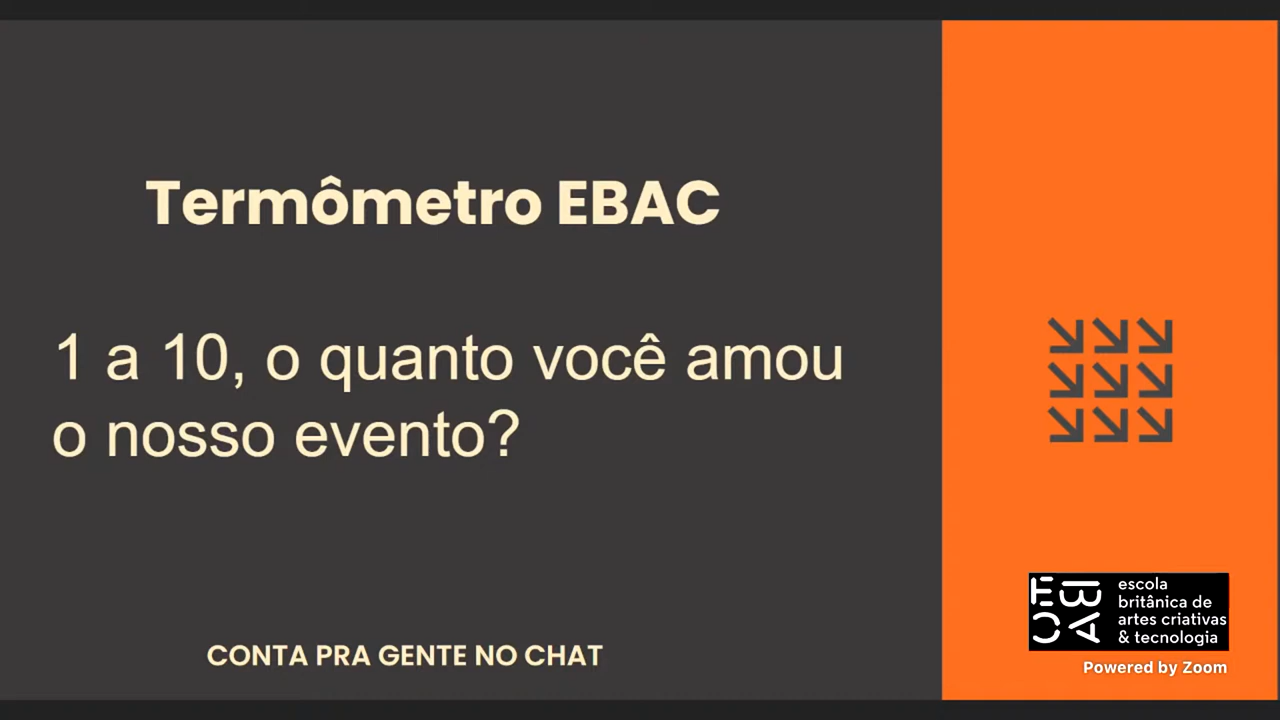 Termômetro EBAC
1 a 10, o quanto você amou
o nosso evento?
CONTA PRA GENTE NO CHAT
EBAC
escola
britânica de
artes criativas
& tecnologia
Powered by Zoom